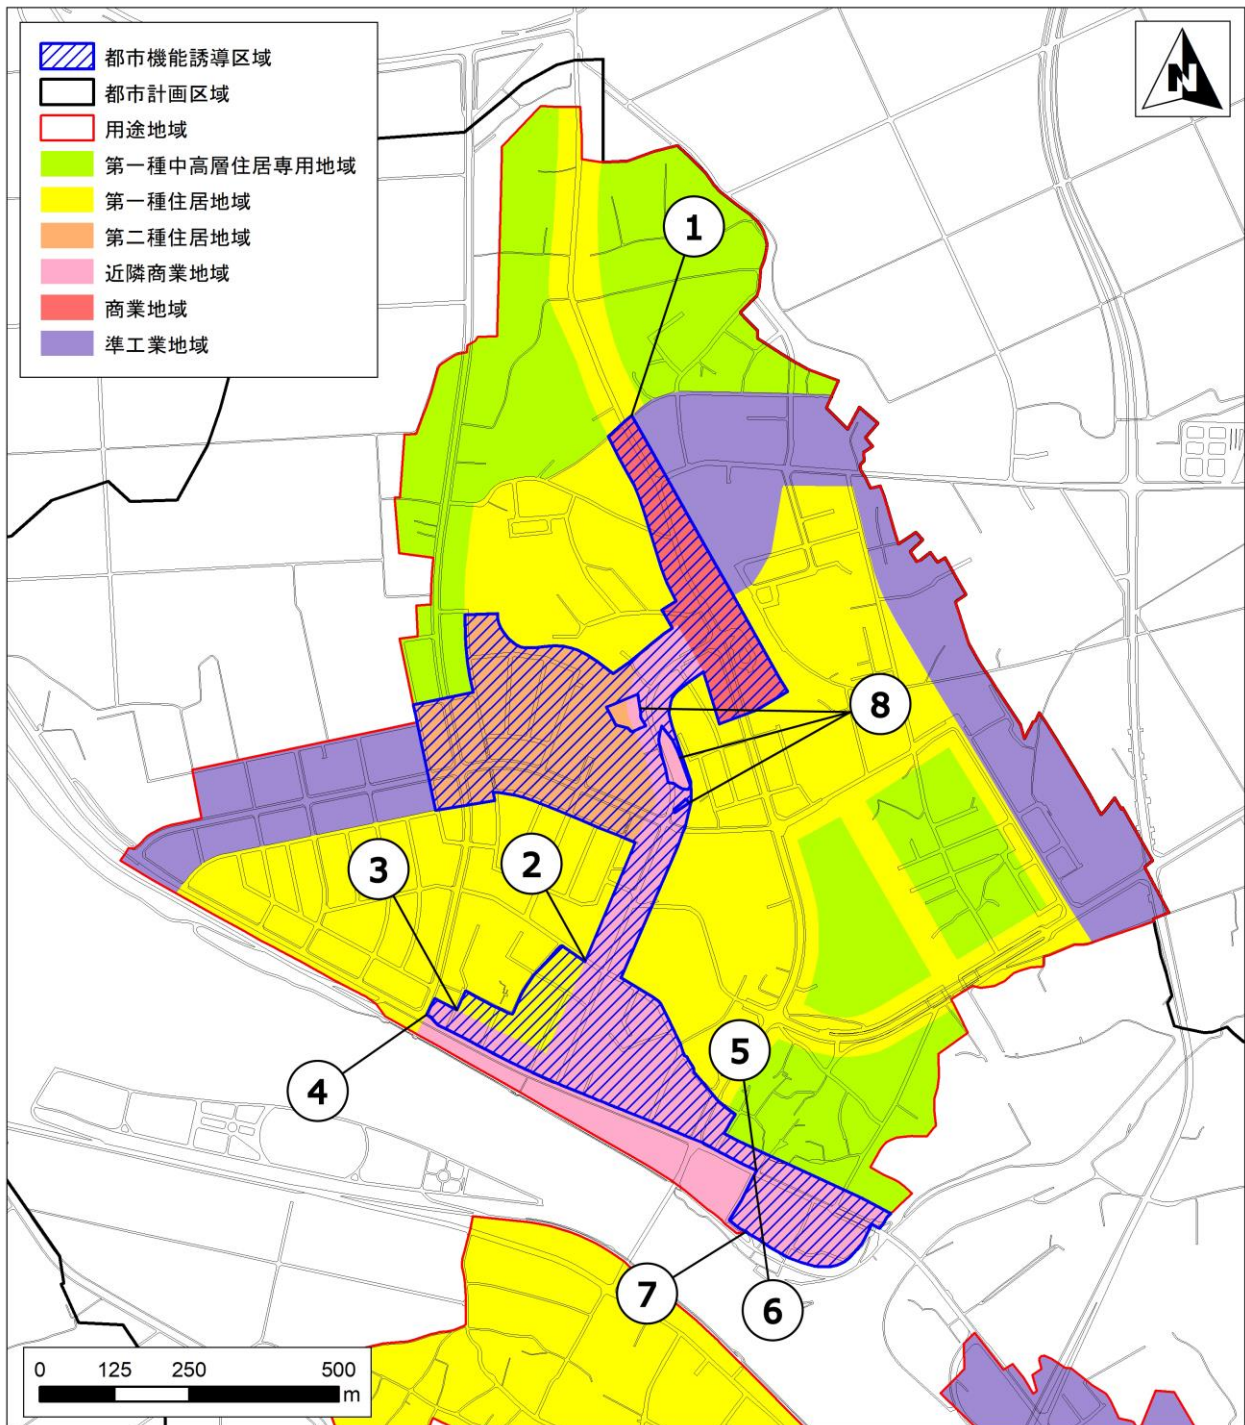 都市機能誘導区域
都市計画区域
用途地域
第一種中高層住居専用地域
第一種住居地域
第二種住居地域
近隣商業地域
商業地域
準工業地域
N
1
8
2
3
5
4
7
6
0 125 250 500
m